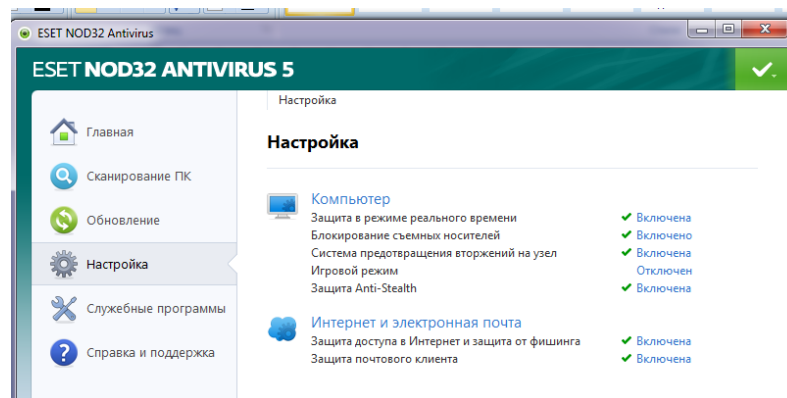 ESET NOD32 Antivirus
ESET NOD32 ANTIVIRUS 5
Настройка
Главная
Сканирование ПК
Обновление
Настройка
Служебные программы
Справка и поддержка
Настройка
Компьютер
Защита в режиме реального времени Включена
Блокирование съемных носителей Включено
Система предотвращения вторжений на узел Включена
Игровой режим Отключен
Защита Anti-Stealth Включена
Интернет и электронная почта
Защита доступа в Интернет и защита от фишинга Включена
Защита почтового клиента Включена